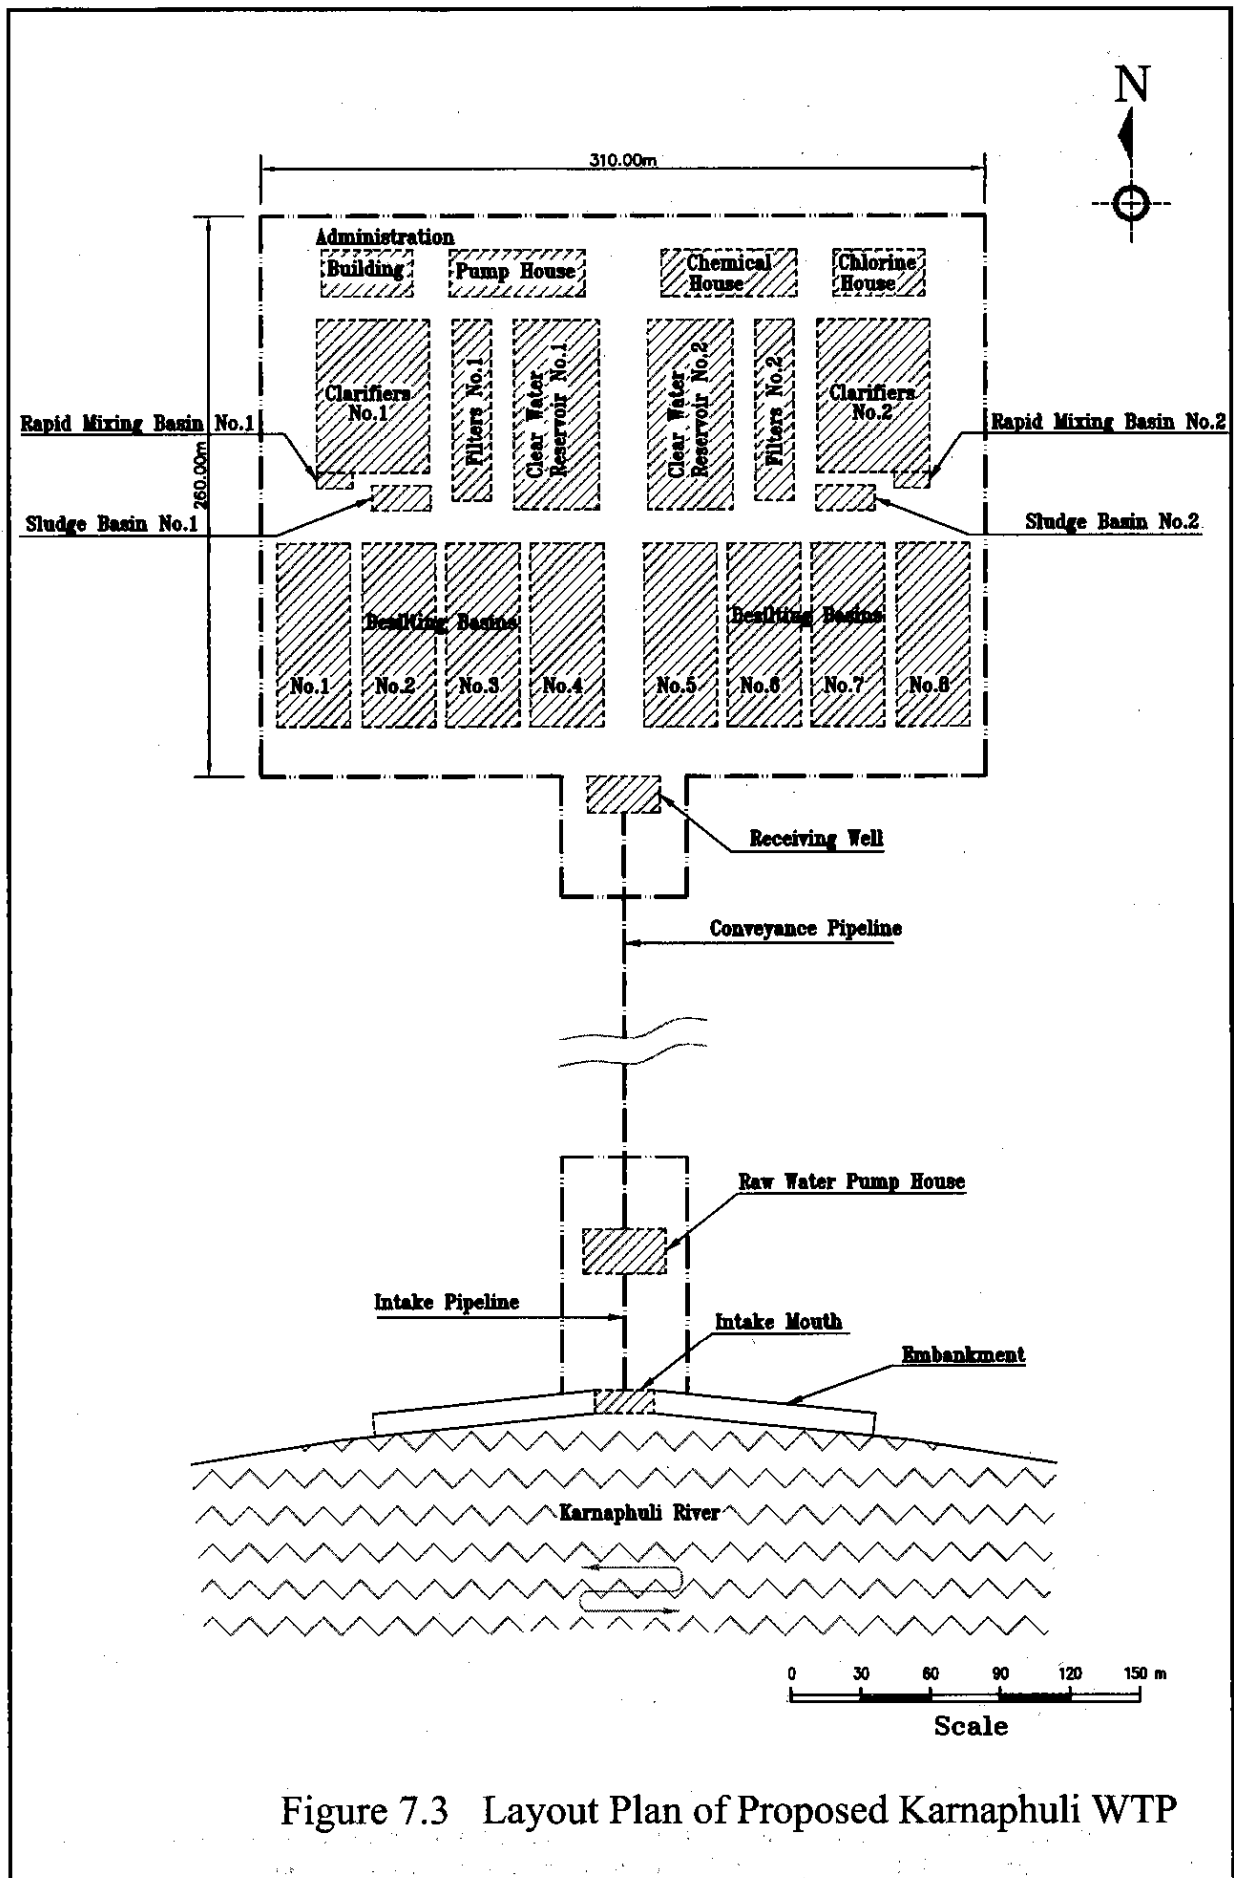 N
310.00m
Administration
Building
Pump House
Chemical
House
Chlorine
House
Clarifiers
No.1
Filters No.1
Clear Water
Reservoir No.1
Clear Water
Reservoir No.2
Filters No.2
Clarifiers
No.2
Rapid Mixing Basin No.1
Rapid Mixing Basin No.2
260.00m
Sludge Basin No.1
Sludge Basin No.2
Desilting Basins
Desilting Basins
No.1
No.2
No.3
No.4
No.5
No.6
No.7
No.8
Receiving Well
Conveyance Pipeline
Raw Water Pump House
Intake Pipeline
Intake Mouth
Embankment
Karnaphuli River
0 30 60 90 120 150 m
Scale
Figure 7.3 Layout Plan of Proposed Karnaphuli WTP